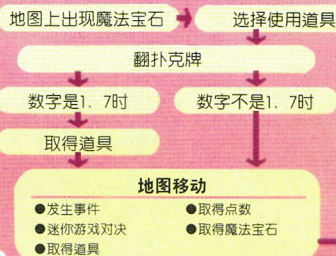 地图上出现魔法宝石
选择使用道具
翻扑克牌
数字是1、7时
数字不是1、7时
取得道具
地图移动
●发生事件
●取得点数
●迷你游戏对决
●取得魔法宝石
●取得道具